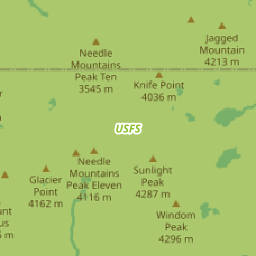 Jagged
Mountain
4213 m
Needle
Mountains
Peak Ten
3545 m
Knife Point
4036 m
USFS
Needle
Mountains
Peak Eleven
4116 m
Sunlight
Peak
4287 m
Glacier
Point
4162 m
Windom
Peak
4296 m
m